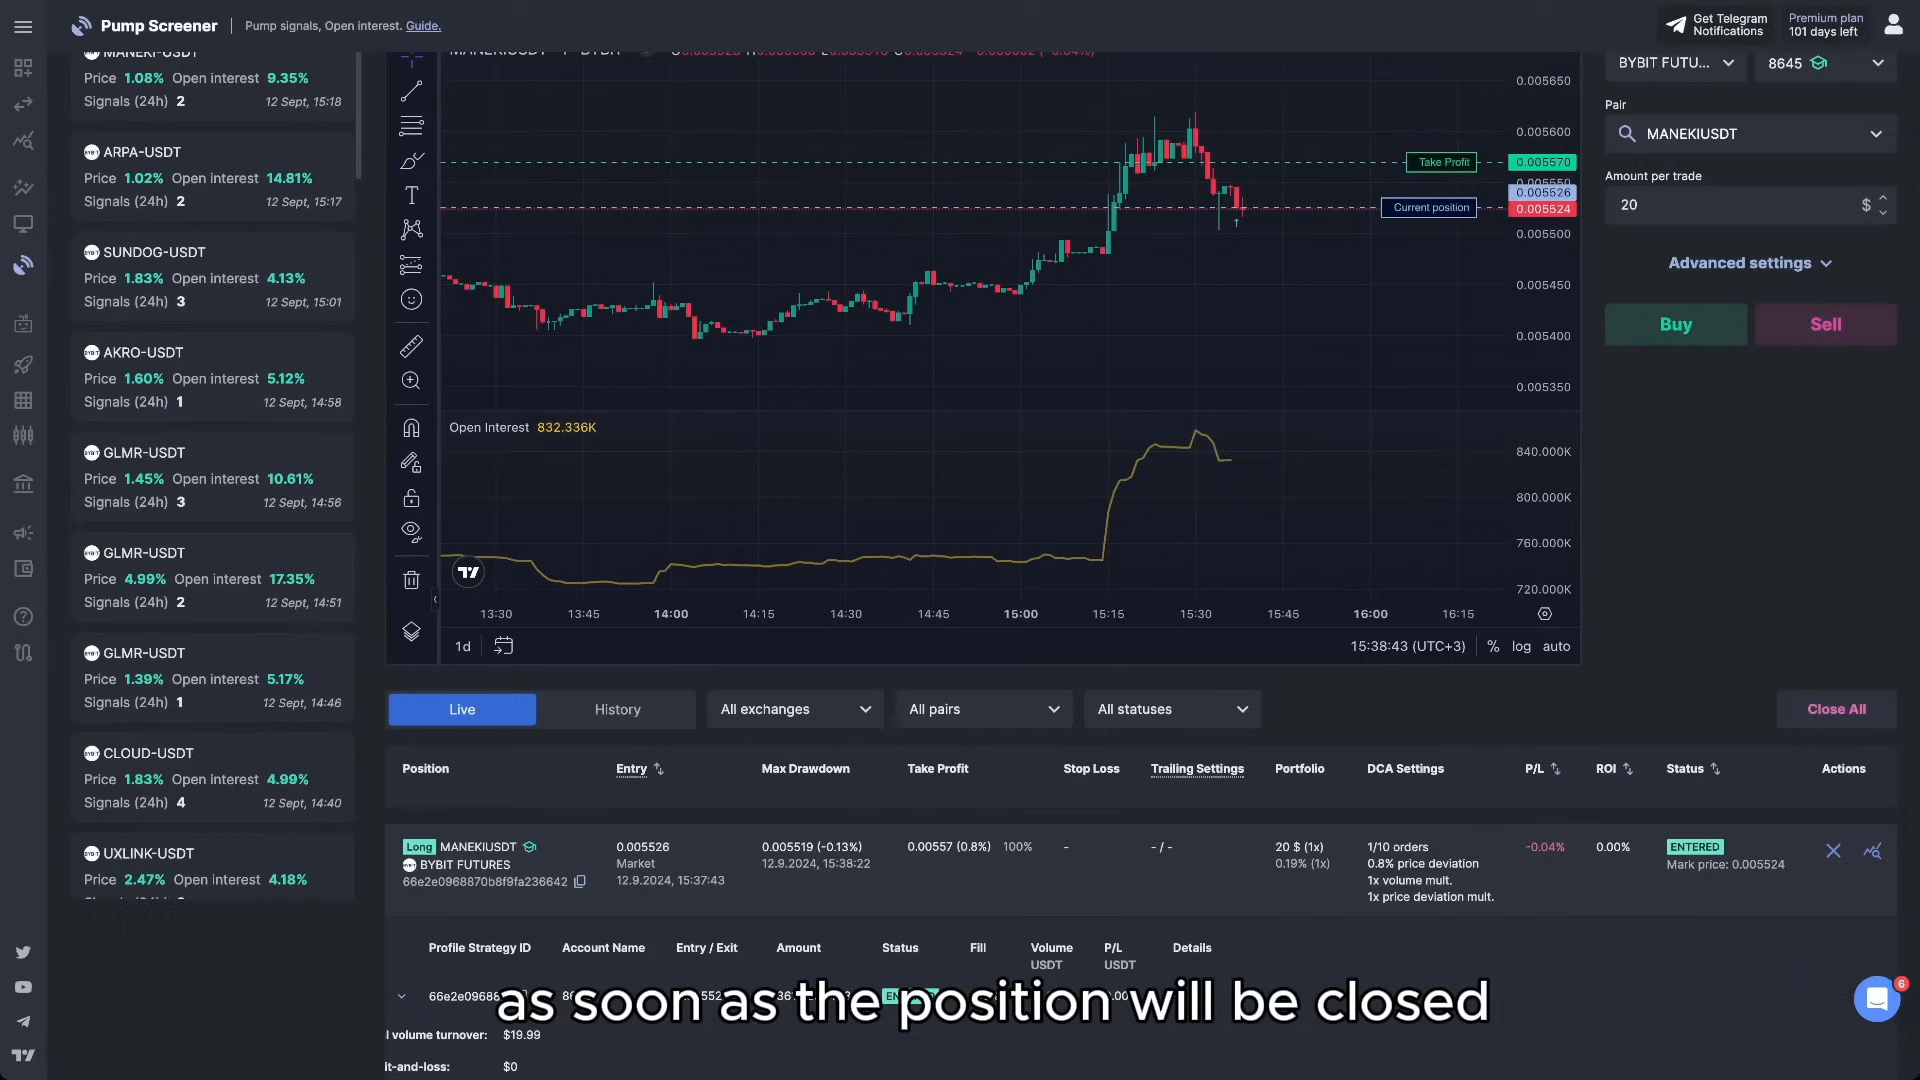 Pump Screener
Pump signals, Open interest. Guide.
Get Telegram
Notifications
Premium plan
101 days left
MANEKI-USDT
Price 1.08% Open interest 9.35%
Signals (24h) 2 12 Sept, 15:18
ARPA-USDT
Price 1.02% Open interest 14.81%
Signals (24h) 2 12 Sept, 15:17
SUNDOG-USDT
Price 1.83% Open interest 4.13%
Signals (24h) 3 12 Sept, 15:01
AKRO-USDT
Price 1.60% Open interest 5.12%
Signals (24h) 1 12 Sept, 14:58
GLMR-USDT
Price 1.45% Open interest 10.61%
Signals (24h) 3 12 Sept, 14:56
GLMR-USDT
Price 4.99% Open interest 17.35%
Signals (24h) 2 12 Sept, 14:51
GLMR-USDT
Price 1.39% Open interest 5.17%
Signals (24h) 1 12 Sept, 14:46
CLOUD-USDT
Price 1.83% Open interest 4.99%
Signals (24h) 4 12 Sept, 14:40
UXLINK-USDT
Price 2.47% Open interest 4.18%
0.005650
0.005600
Take Profit 0.005570
0.005550
0.005526
Current position 0.005524
0.005500
0.005450
0.005400
0.005350
Open Interest 832.336K
840.000K
800.000K
760.000K
720.000K
13:30 13:45 14:00 14:15 14:30 14:45 15:00 15:15 15:30 15:45 16:00 16:15
1d
15:38:43 (UTC+3) % log auto
BYBIT FUTU... 8645
Pair
MANEKIUSDT
Amount per trade
20 $
Advanced settings
Buy Sell
Live History All exchanges All pairs All statuses Close All
Position Entry Max Drawdown Take Profit Stop Loss Trailing Settings Portfolio DCA Settings P/L ROI Status Actions
Long MANEKIUSDT 0.005526 0.005519 (-0.13%) 0.00557 (0.8%) 100% - - / - 20 $ (1x) 1/10 orders -0.04% 0.00% ENTERED
BYBIT FUTURES Market 12.9.2024, 15:38:22 0.19% (1x) 0.8% price deviation Mark price: 0.005524
66e2e0968870b8f9fa236642 12.9.2024, 15:37:43 1x volume mult.
1x price deviation mult.
Profile Strategy ID Account Name Entry / Exit Amount Status Fill Volume P/L Details
USDT USDT
as soon as the position will be closed
l volume turnover: $19.99
it-and-loss: $0
6